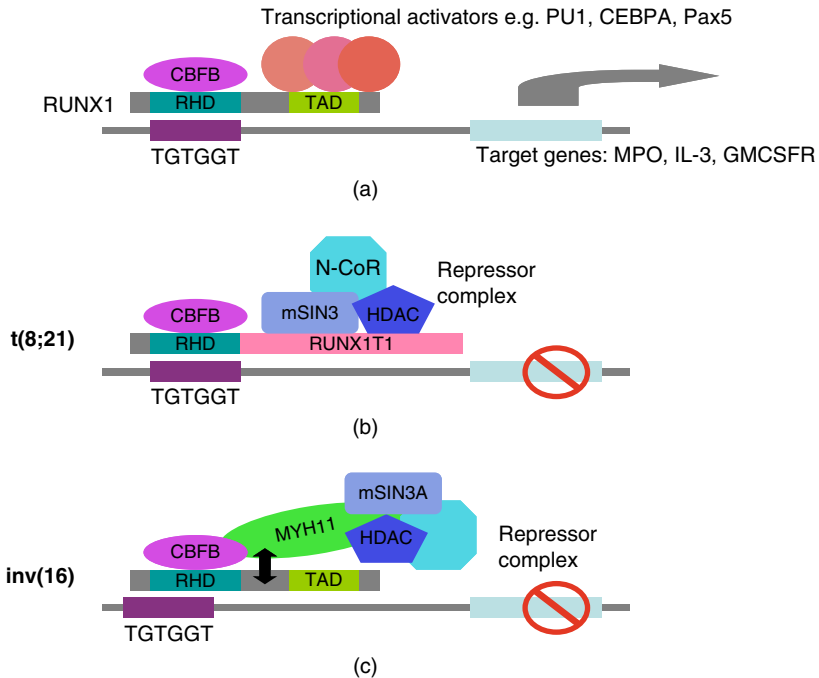 Transcriptional activators e.g. PU1, CEBPA, Pax5
CBFB
RUNX1
RHD
TAD
TGTGGT
Target genes: MPO, IL-3, GMCSFR
(a)
N-CoR
Repressor
complex
mSIN3
HDAC
CBFB
t(8;21)
RHD
RUNX1T1
TGTGGT
(b)
mSIN3A
MYH11
HDAC
Repressor
complex
CBFB
inv(16)
RHD
TAD
TGTGGT
(c)